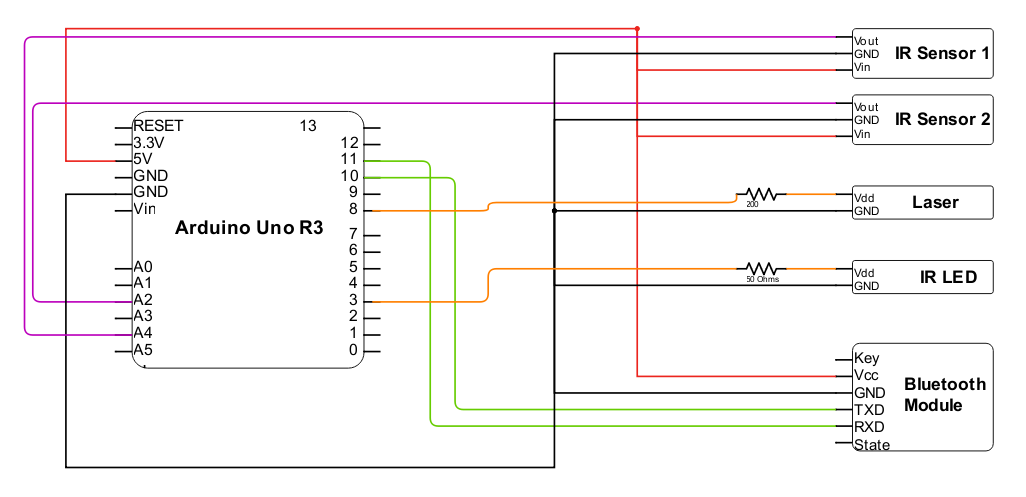 Vout
GND
Vin
IR Sensor 1
Vout
GND
Vin
IR Sensor 2
RESET
3.3V
5V
GND
GND
Vin
A0
A1
A2
A3
A4
A5
Arduino Uno R3
13
12
11
10
9
8
7
6
5
4
3
2
1
0
200
Vdd
GND
Laser
50 Ohms
Vdd
GND
IR LED
Key
Vcc
GND
TXD
RXD
State
Bluetooth
Module